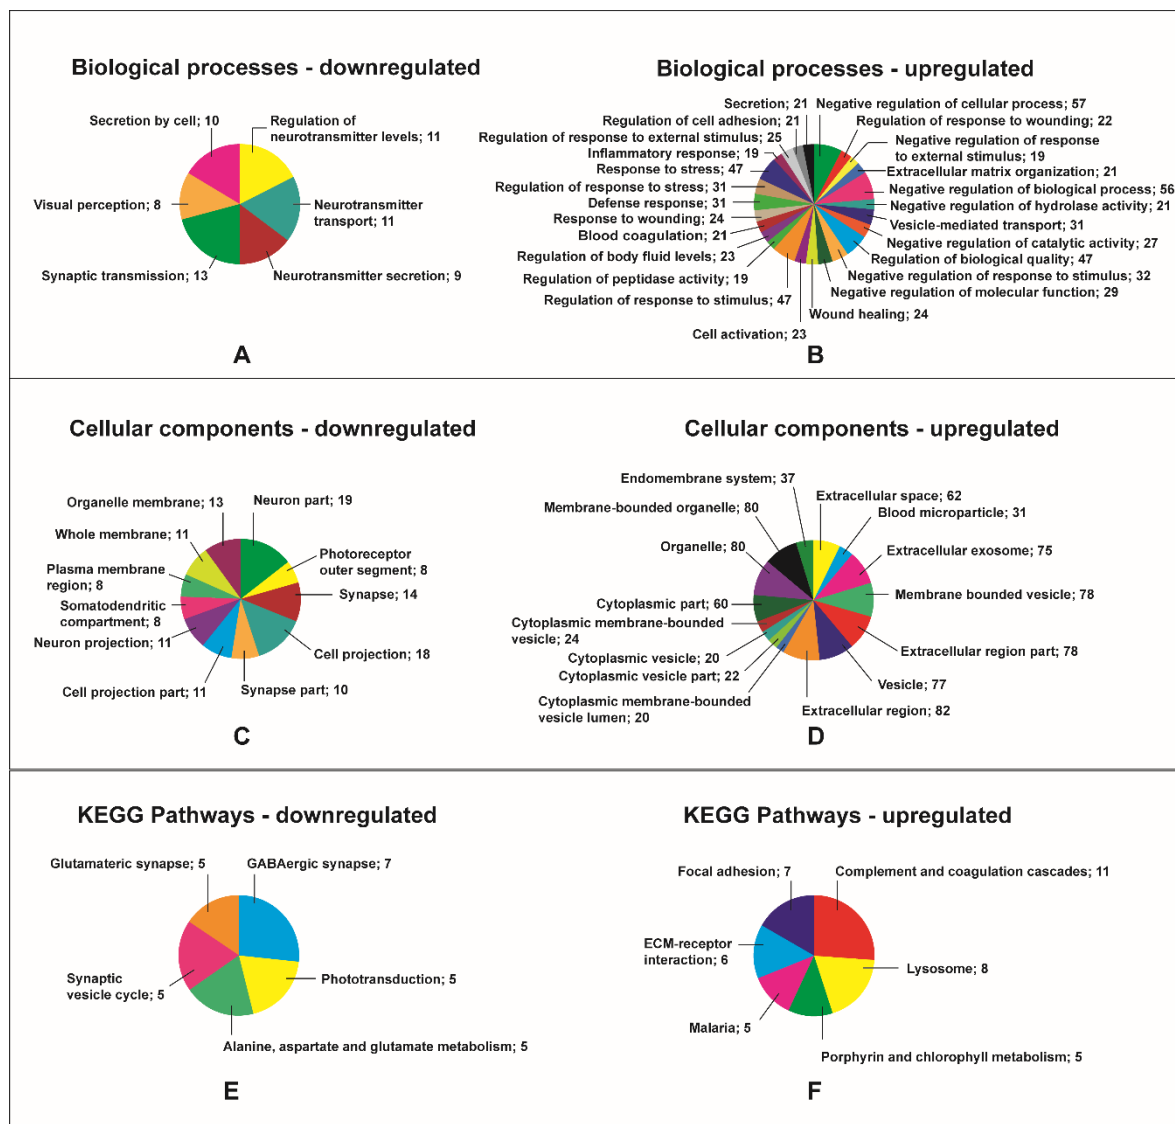 Biological processes - downregulated
Secretion by cell; 10
Regulation of
neurotransmitter levels; 11
Visual perception; 8
Neurotransmitter
transport; 11
Synaptic transmission; 13
Neurotransmitter secretion; 9
A
Biological processes - upregulated
Secretion; 21
Negative regulation of cellular process; 57
Regulation of cell adhesion; 21
Regulation of response to wounding; 22
Regulation of response to external stimulus; 25
Negative regulation of response
to external stimulus; 19
Inflammatory response; 19
Response to stress; 47
Extracellular matrix organization; 21
Regulation of response to stress; 31
Negative regulation of biological process; 56
Defense response; 31
Negative regulation of hydrolase activity; 21
Response to wounding; 24
Vesicle-mediated transport; 31
Blood coagulation; 21
Negative regulation of catalytic activity; 27
Regulation of body fluid levels; 23
Regulation of biological quality; 47
Regulation of peptidase activity; 19
Negative regulation of response to stimulus; 32
Regulation of response to stimulus; 47
Negative regulation of molecular function; 29
Wound healing; 24
Cell activation; 23
B
Cellular components - downregulated
Organelle membrane; 13
Neuron part; 19
Whole membrane; 11
Photoreceptor
outer segment; 8
Plasma membrane
region; 8
Synapse; 14
Somatodendritic
compartment; 8
Neuron projection; 11
Cell projection; 18
Cell projection part; 11
Synapse part; 10
C
Cellular components - upregulated
Endomembrane system; 37
Extracellular space; 62
Membrane-bounded organelle; 80
Blood microparticle; 31
Organelle; 80
Extracellular exosome; 75
Membrane bounded vesicle; 78
Cytoplasmic part; 60
Cytoplasmic membrane-bounded
vesicle; 24
Extracellular region part; 78
Cytoplasmic vesicle; 20
Cytoplasmic vesicle part; 22
Vesicle; 77
Cytoplasmic membrane-bounded
vesicle lumen; 20
Extracellular region; 82
D
KEGG Pathways - downregulated
Glutamateric synapse; 5
GABAergic synapse; 7
Synaptic
vesicle cycle; 5
Phototransduction; 5
Alanine, aspartate and glutamate metabolism; 5
E
KEGG Pathways - upregulated
Focal adhesion; 7
Complement and coagulation cascades; 11
ECM-receptor
interaction; 6
Lysosome; 8
Malaria; 5
Porphyrin and chlorophyll metabolism; 5
F